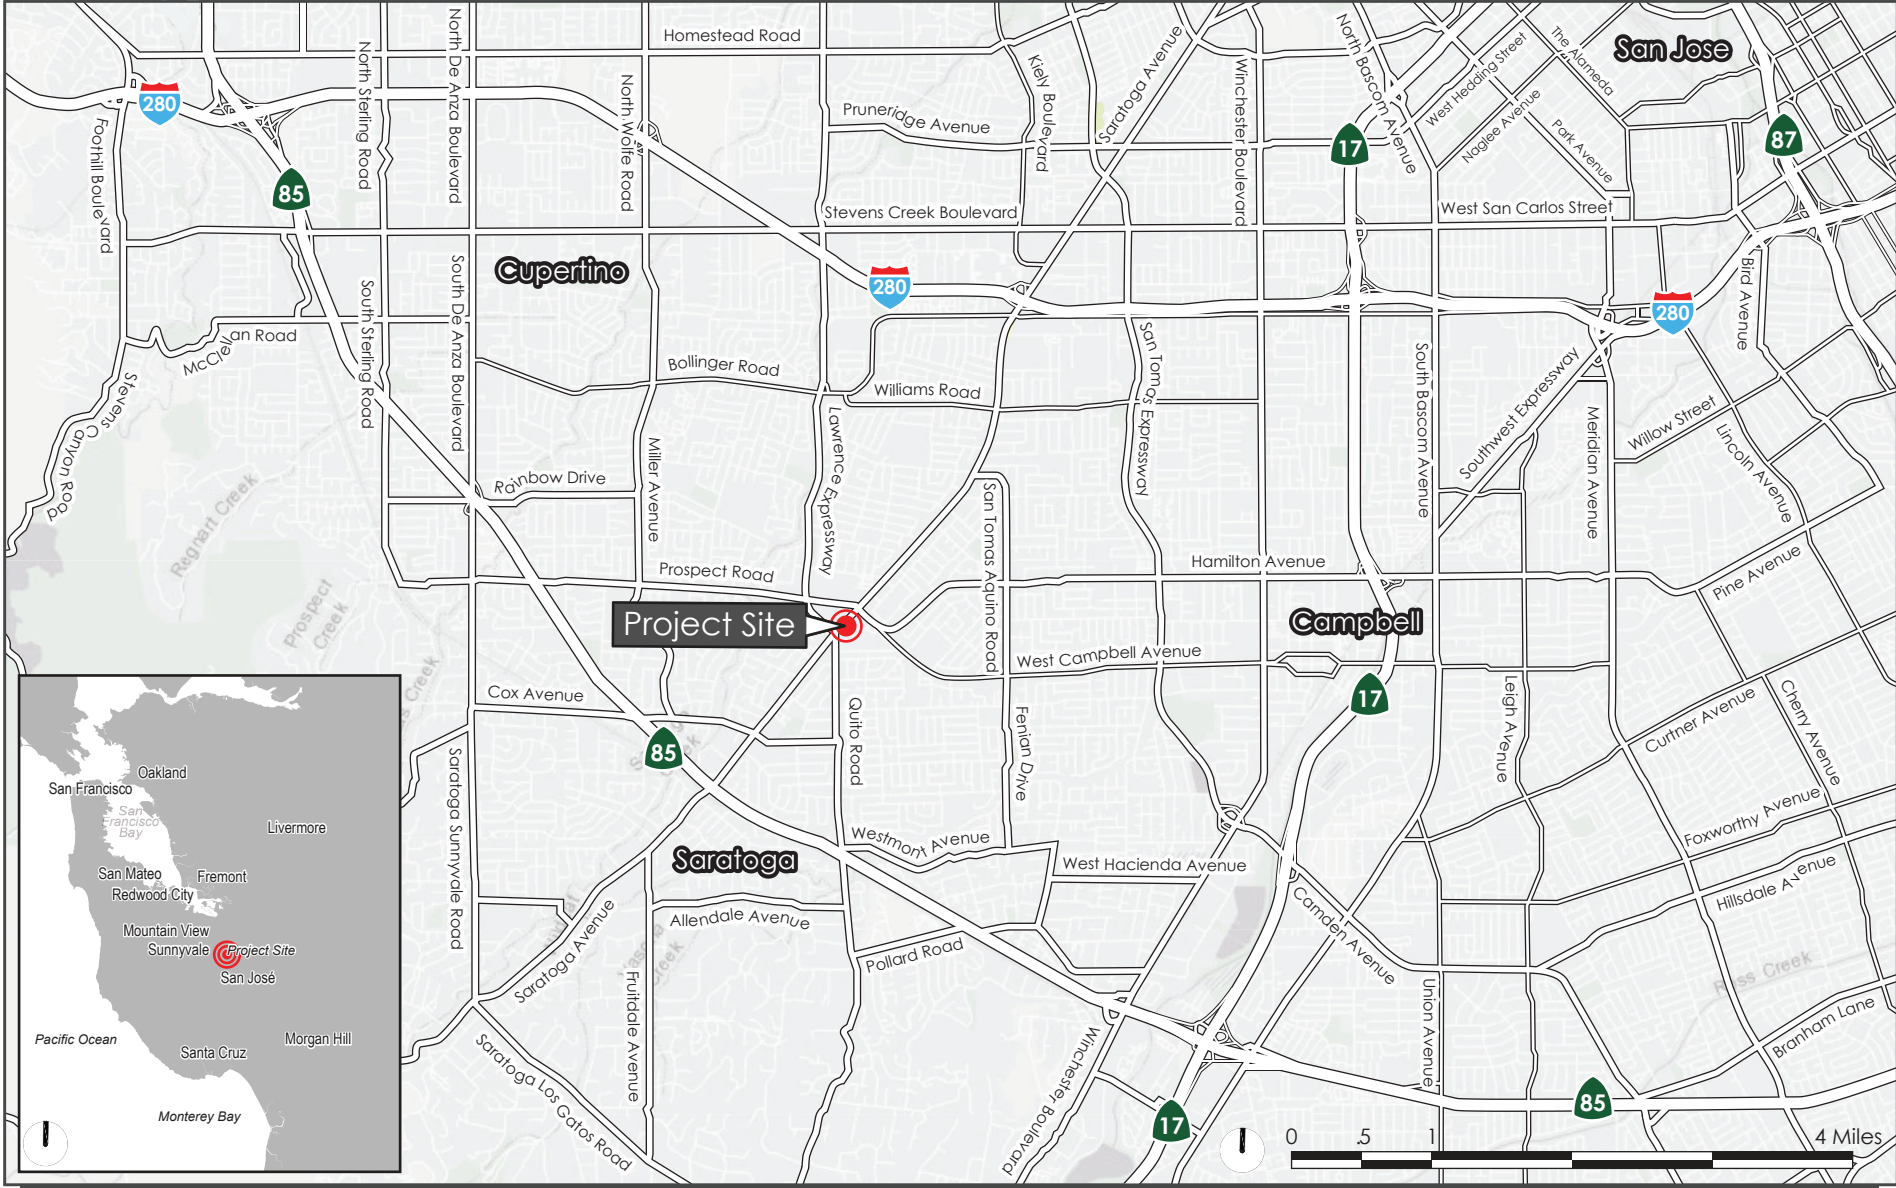 Homestead Road
San Jose
North De Anza Boulevard
North Sterling Road
North Wolfe Road
Kiely Boulevard
Saratoga Avenue
Winchester Boulevard
North Bascom Avenue
West Hedding Street
The Alameda
Naglee Avenue
Park Avenue
280
85
17
87
Pruneridge Avenue
Foothill Boulevard
Stevens Creek Boulevard
West San Carlos Street
Cupertino
280
280
Bird Avenue
South Sterling Road
South De Anza Boulevard
McClellan Road
Stevens Canyon Road
Bollinger Road
Williams Road
San Tomas Expressway
South Bascom Avenue
Southwest Expressway
Meridian Avenue
Willow Street
Lincoln Avenue
Lawrence Expressway
Miller Avenue
Rainbow Drive
Regnart Creek
San Tomas Aquino Road
Prospect Road
Hamilton Avenue
Pine Avenue
Prospect
Creek
Project Site
Campbell
West Campbell Avenue
Cox Avenue
85
17
Quito Road
Fenian Drive
Leigh Avenue
Curtner Avenue
Cherry Avenue
Creek
Creek
Saratoga Sunnyvale Road
Westmont Avenue
Foxworthy Avenue
Saratoga
West Hacienda Avenue
Hillsdale Avenue
Camden Avenue
Allendale Avenue
Saratoga Avenue
Pollard Road
Creek
Fruitdale Avenue
Union Avenue
Ross Creek
Branham Lane
Winchester Boulevard
Saratoga Los Gatos Road
17
85
Oakland
San Francisco
San
Francisco
Bay
Livermore
San Mateo
Fremont
Redwood City
Mountain View
Sunnyvale
Project Site
San José
Pacific Ocean
Morgan Hill
Santa Cruz
Monterey Bay
0 .5 1 4 Miles